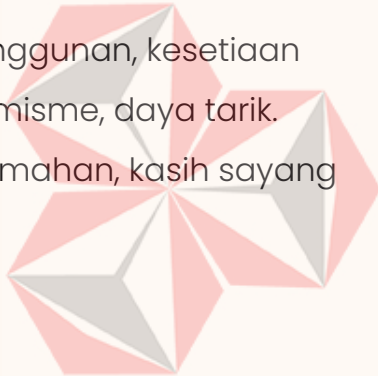 nggunan, kesetiaan
misme, daya tarik.
mahan, kasih sayang